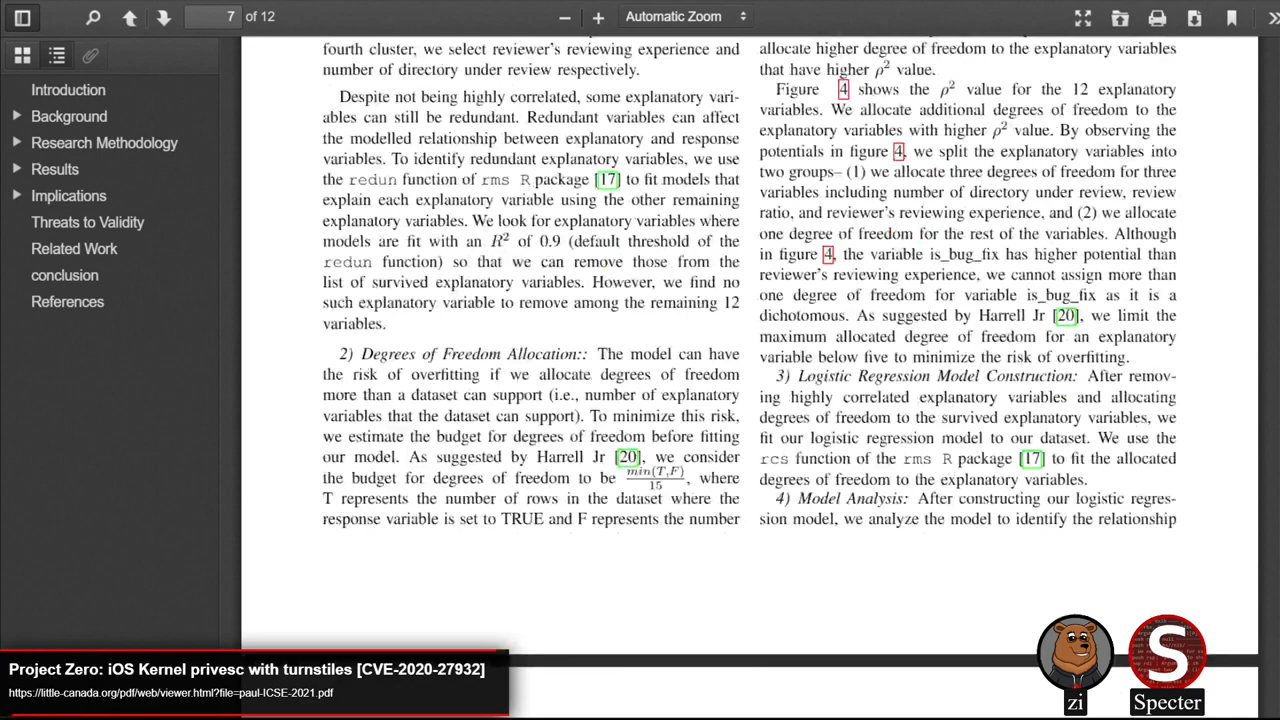 7 of 12
Automatic Zoom
Introduction
Background
Research Methodology
Results
Implications
Threats to Validity
Related Work
conclusion
References
fourth cluster, we select reviewer's reviewing experience and
number of directory under review respectively.
Despite not being highly correlated, some explanatory vari-
ables can still be redundant. Redundant variables can affect
the modelled relationship between explanatory and response
variables. To identify redundant explanatory variables, we use
the redun function of rms R package [17] to fit models that
explain each explanatory variable using the other remaining
explanatory variables. We look for explanatory variables where
models are fit with an R² of 0.9 (default threshold of the
redun function) so that we can remove those from the
list of survived explanatory variables. However, we find no
such explanatory variable to remove among the remaining 12
variables.
2) Degrees of Freedom Allocation:: The model can have
the risk of overfitting if we allocate degrees of freedom
more than a dataset can support (i.e., number of explanatory
variables that the dataset can support). To minimize this risk,
we estimate the budget for degrees of freedom before fitting
our model. As suggested by Harrell Jr [20], we consider
the budget for degrees of freedom to be min(T,F)/15, where
T represents the number of rows in the dataset where the
response variable is set to TRUE and F represents the number
allocate higher degree of freedom to the explanatory variables
that have higher ρ² value.
Figure 4 shows the ρ² value for the 12 explanatory
variables. We allocate additional degrees of freedom to the
explanatory variables with higher ρ² value. By observing the
potentials in figure 4, we split the explanatory variables into
two groups– (1) we allocate three degrees of freedom for three
variables including number of directory under review, review
ratio, and reviewer's reviewing experience, and (2) we allocate
one degree of freedom for the rest of the variables. Although
in figure 4, the variable is_bug_fix has higher potential than
reviewer's reviewing experience, we cannot assign more than
one degree of freedom for variable is_bug_fix as it is a
dichotomous. As suggested by Harrell Jr [20], we limit the
maximum allocated degree of freedom for an explanatory
variable below five to minimize the risk of overfitting.
3) Logistic Regression Model Construction: After remov-
ing highly correlated explanatory variables and allocating
degrees of freedom to the survived explanatory variables, we
fit our logistic regression model to our dataset. We use the
rcs function of the rms R package [17] to fit the allocated
degrees of freedom to the explanatory variables.
4) Model Analysis: After constructing our logistic regres-
sion model, we analyze the model to identify the relationship
Project Zero: iOS Kernel privesc with turnstiles [CVE-2020-27932]
https://little-canada.org/pdf/web/viewer.html?file=paul-ICSE-2021.pdf
zi
S
Specter